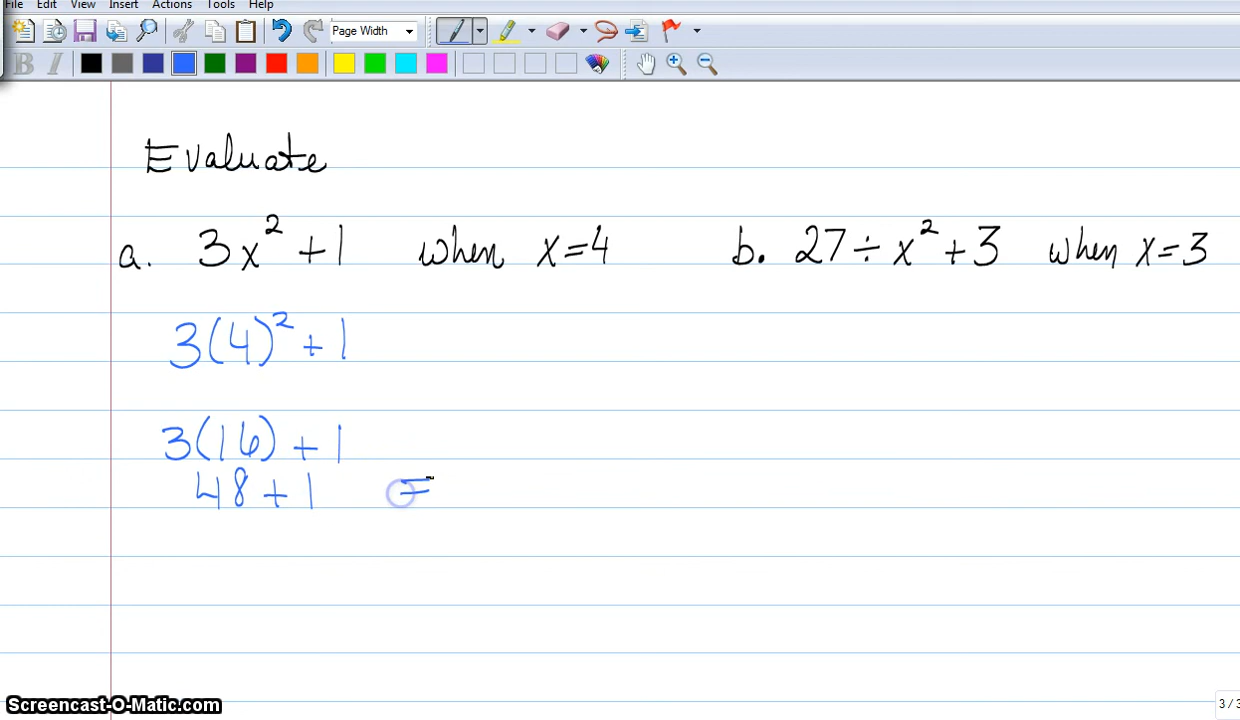 File Edit View Insert Actions Tools Help
Page Width
B I
Evaluate
a. 3x² + 1 when x=4 b. 27 ÷ x² + 3 when x=3
3(4)² + 1
3(16) + 1
48 + 1 =
Screencast-O-Matic.com 3 / 3